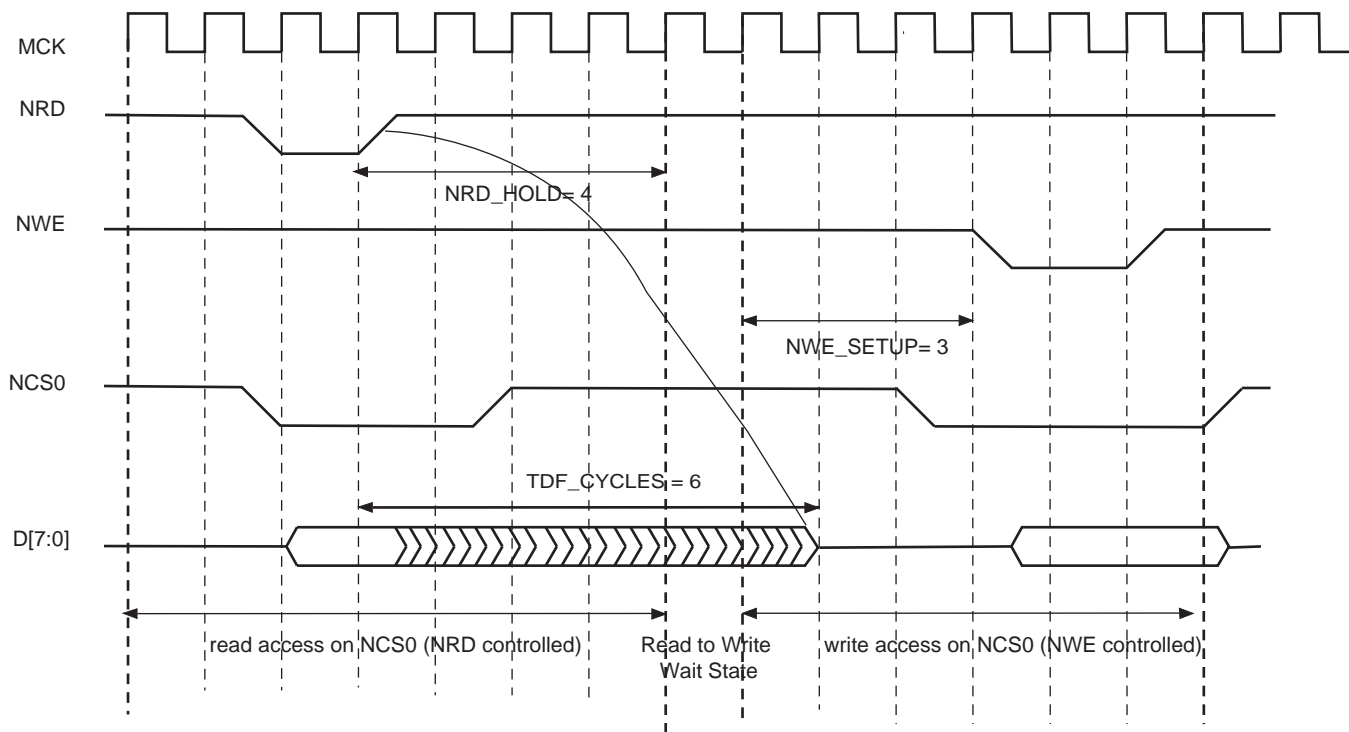 MCK
NRD
NRD_HOLD= 4
NWE
NWE_SETUP= 3
NCS0
TDF_CYCLES = 6
D[7:0]
read access on NCS0 (NRD controlled)
Read to Write
Wait State
write access on NCS0 (NWE controlled)